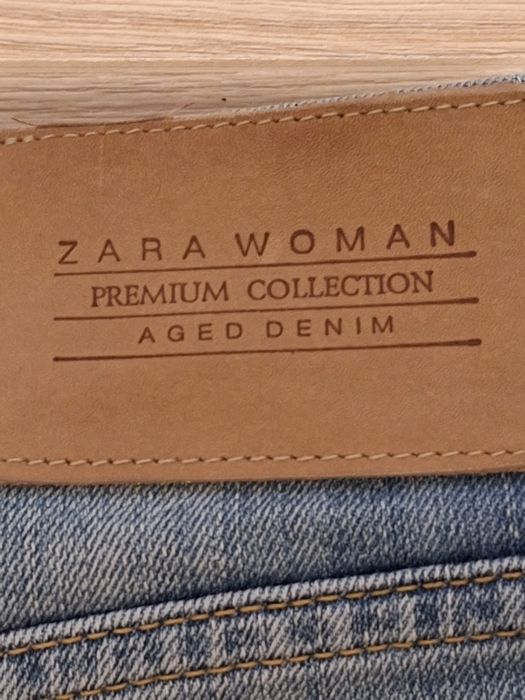 ZARA WOMAN
PREMIUM COLLECTION
AGED DENIM